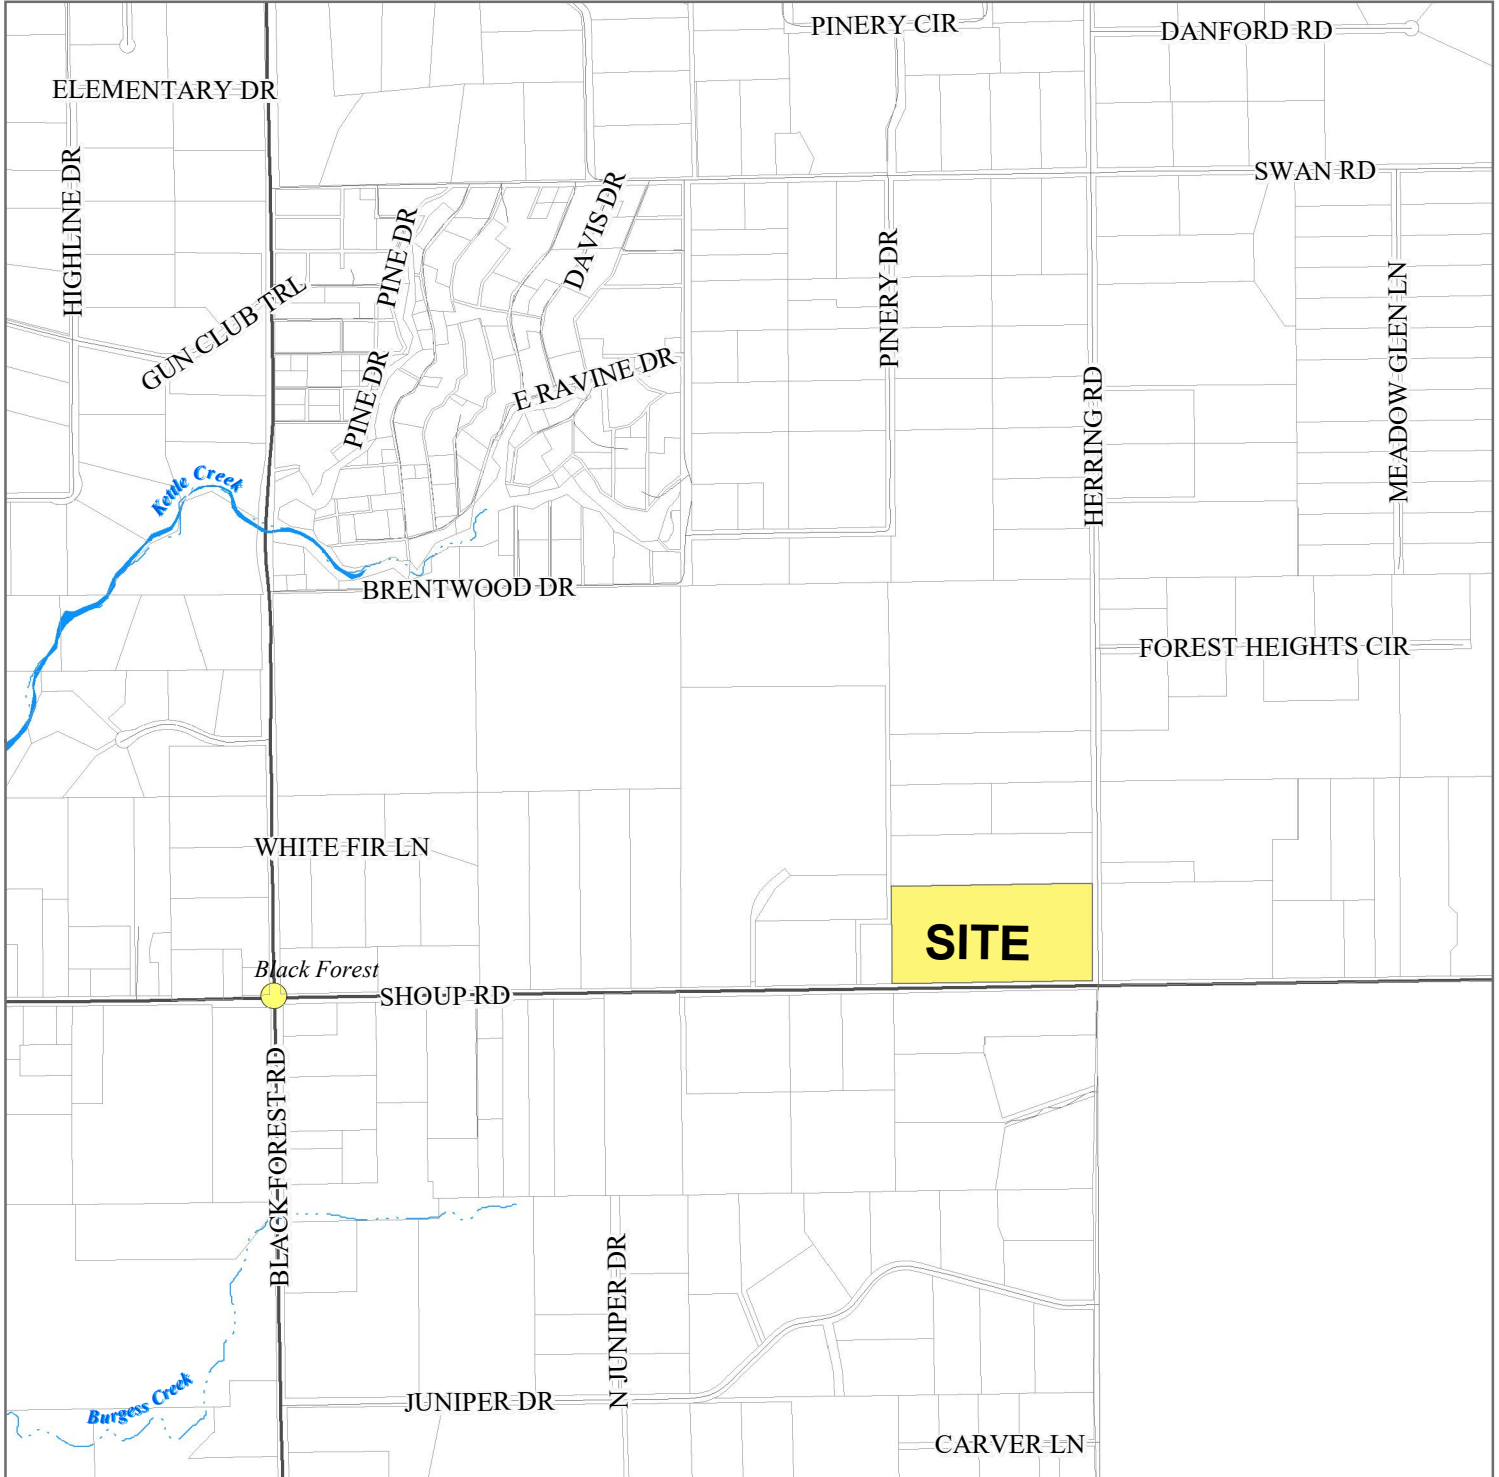 PINERY CIR
DANFORD RD
ELEMENTARY DR
SWAN RD
HIGHLINE DR
PINE DR
DAVIS DR
PINERY DR
MEADOW GLEN LN
GUN CLUB TRL
PINE DR
E RAVINE DR
HERRING RD
Kettle Creek
BRENTWOOD DR
FOREST HEIGHTS CIR
WHITE FIR LN
SITE
Black Forest
SHOUP RD
BLACK FOREST RD
N JUNIPER DR
Burgess Creek
JUNIPER DR
CARVER LN